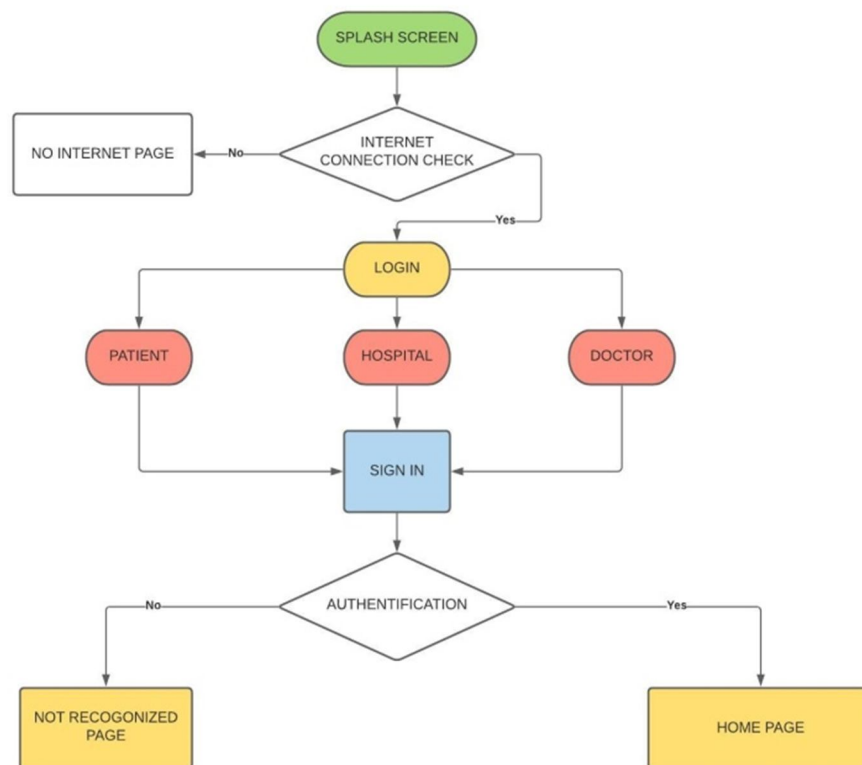 SPLASH SCREEN
INTERNET
CONNECTION CHECK
NO INTERNET PAGE
No
Yes
LOGIN
PATIENT
HOSPITAL
DOCTOR
SIGN IN
AUTHENTIFICATION
No
Yes
NOT RECOGONIZED
PAGE
HOME PAGE